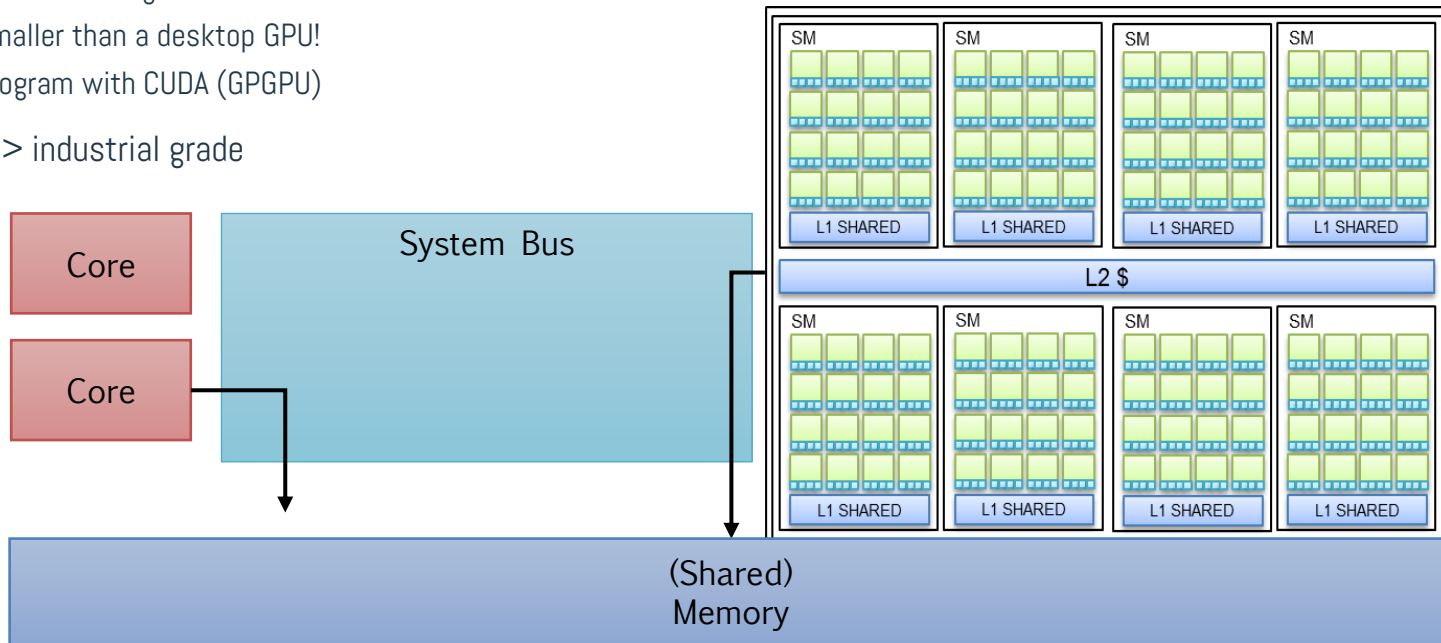 maller than a desktop GPU!
ogram with CUDA (GPGPU)
> industrial grade
Core
Core
System Bus
SM
SM
SM
SM
L1 SHARED
L1 SHARED
L1 SHARED
L1 SHARED
L2 $
SM
SM
SM
SM
L1 SHARED
L1 SHARED
L1 SHARED
L1 SHARED
(Shared)
Memory